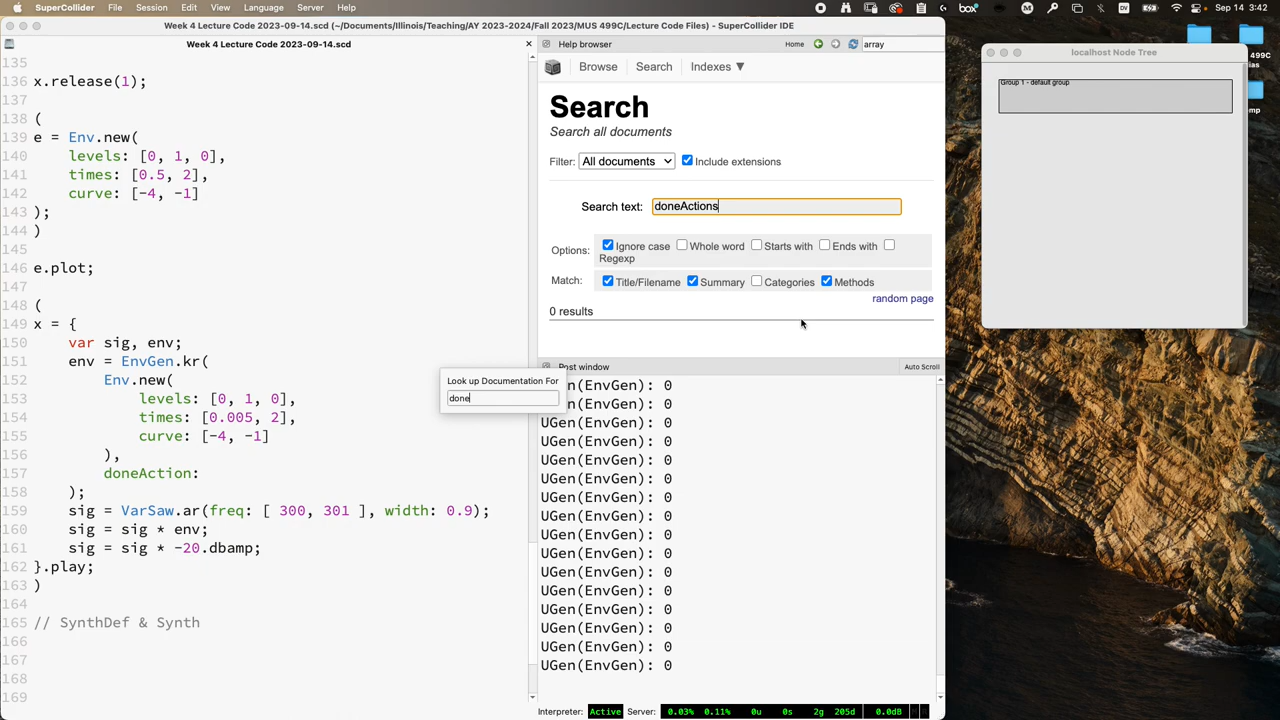 SuperCollider File Session Edit View Language Server Help Sep 14 3:42
Week 4 Lecture Code 2023-09-14.scd (~/Documents/Illinois/Teaching/AY 2023-2024/Fall 2023/MUS 499C/Lecture Code Files) - SuperCollider IDE
Week 4 Lecture Code 2023-09-14.scd
135
136 x.release(1);
137
138 (
139 e = Env.new(
140 levels: [0, 1, 0],
141 times: [0.5, 2],
142 curve: [-4, -1]
143 );
144 )
145
146 e.plot;
147
148 (
149 x = {
150 var sig, env;
151 env = EnvGen.kr(
152 Env.new(
153 levels: [0, 1, 0],
154 times: [0.005, 2],
155 curve: [-4, -1]
156 ),
157 doneAction:
158 );
159 sig = VarSaw.ar(freq: [ 300, 301 ], width: 0.9);
160 sig = sig * env;
161 sig = sig * -20.dbamp;
162 }.play;
163 )
164
165 // SynthDef & Synth
166
167
168
169
Look up Documentation For
done
Help browser Home array
Browse Search Indexes ▼
Search
Search all documents
Filter: All documents Include extensions
Search text: doneActions
Options: Ignore case Whole word Starts with Ends with
Regexp
Match: Title/Filename Summary Categories Methods
random page
0 results
Post window Auto Scroll
n(EnvGen): 0
n(EnvGen): 0
UGen(EnvGen): 0
UGen(EnvGen): 0
UGen(EnvGen): 0
UGen(EnvGen): 0
UGen(EnvGen): 0
UGen(EnvGen): 0
UGen(EnvGen): 0
UGen(EnvGen): 0
UGen(EnvGen): 0
UGen(EnvGen): 0
UGen(EnvGen): 0
UGen(EnvGen): 0
UGen(EnvGen): 0
UGen(EnvGen): 0
Interpreter: Active Server: 0.03% 0.11% 0u 0s 2g 205d 0.0dB
localhost Node Tree
Group 1 - default group
499C